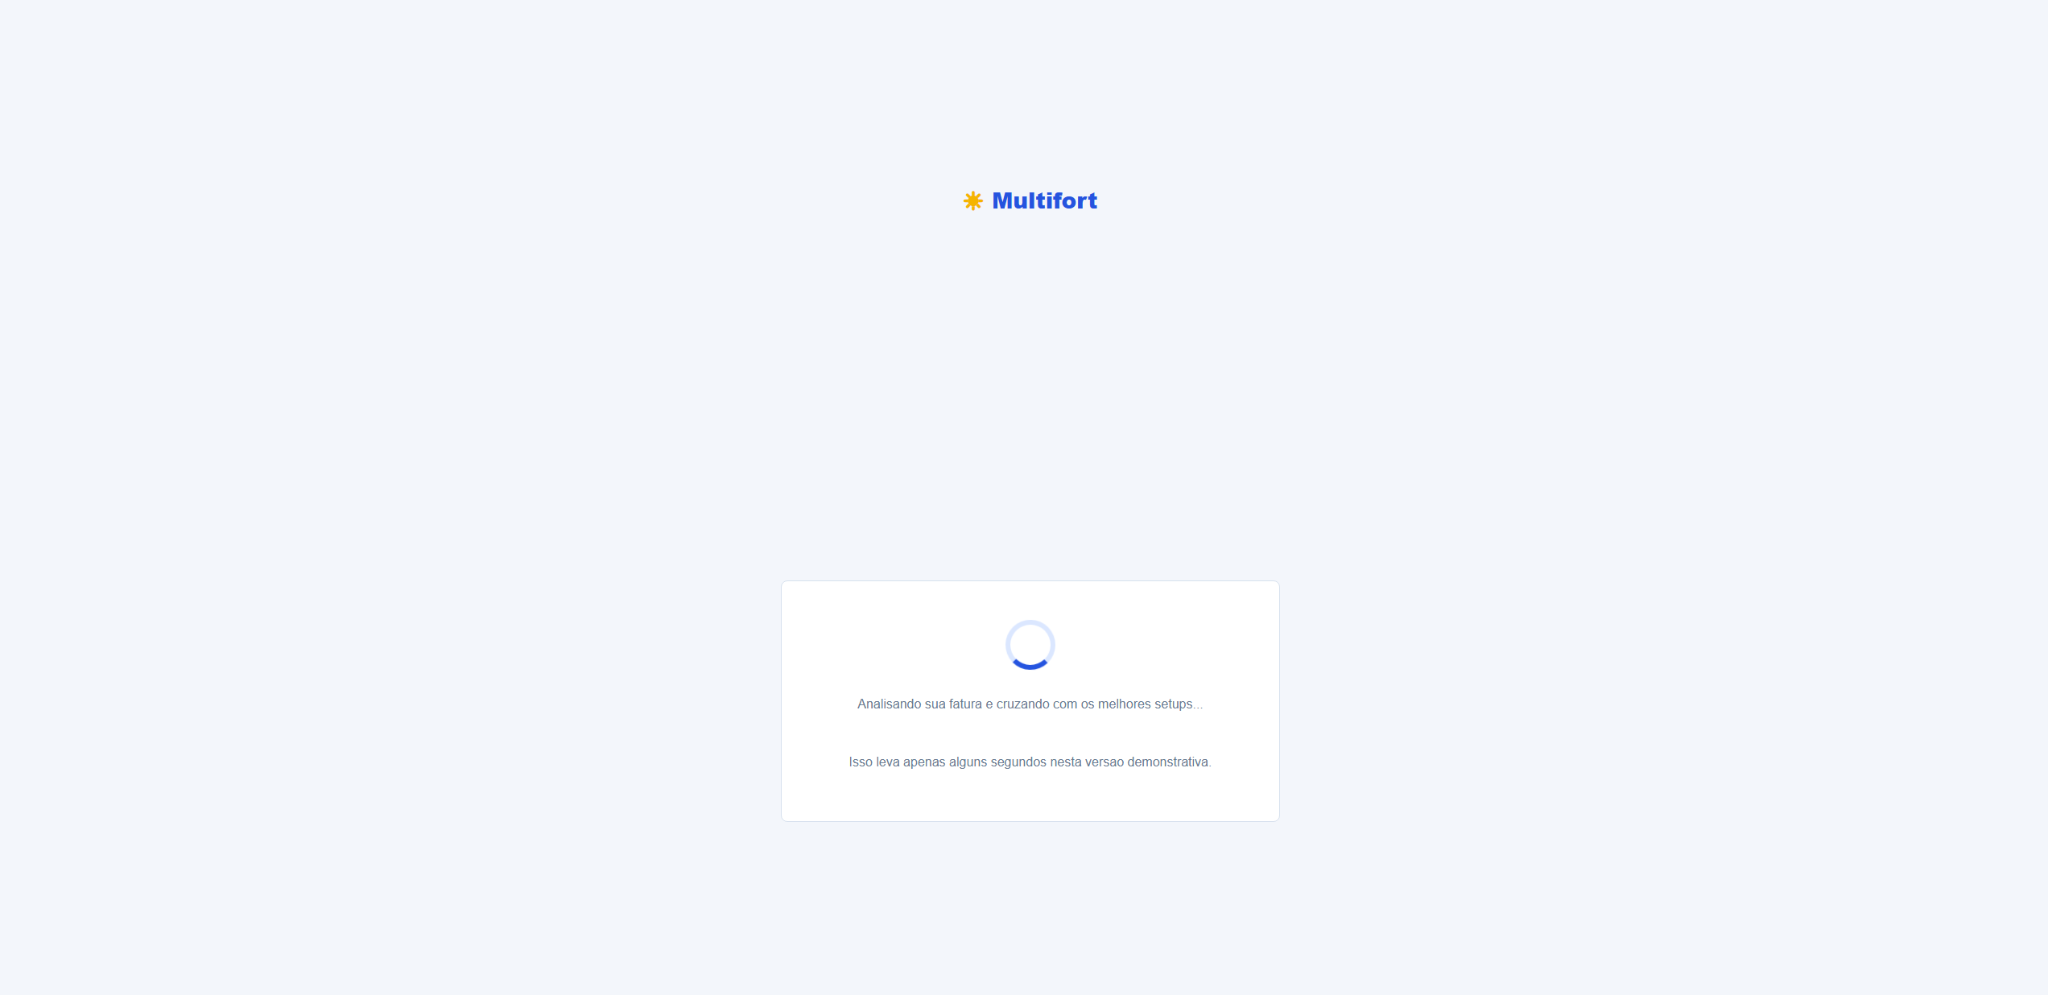 Multifort
Analisando sua fatura e cruzando com os melhores setups...
Isso leva apenas alguns segundos nesta versao demonstrativa.